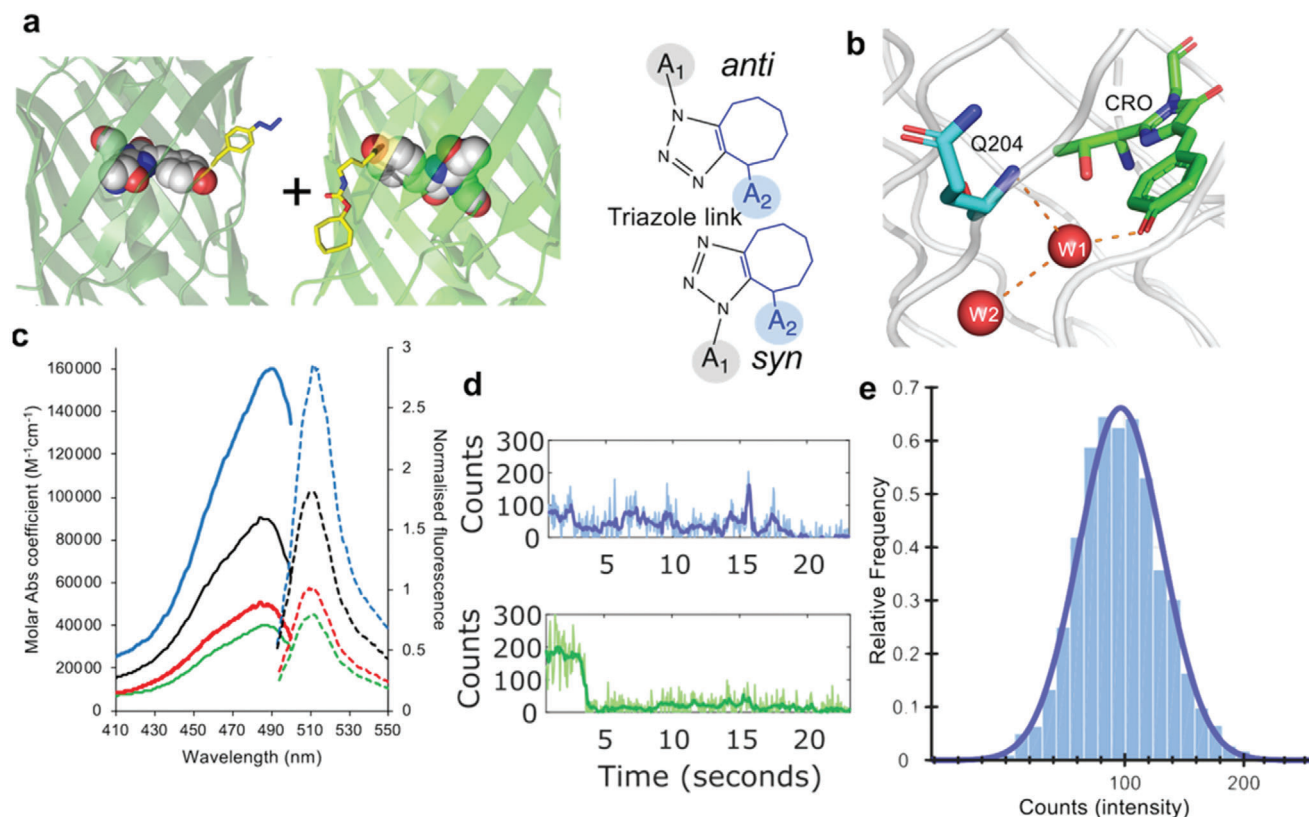 a
+
A1
anti
N
N
N
A2
Triazole link
N
N
N
A2
A1
syn
b
CRO
Q204
W1
W2
c
Molar Abs coefficient (M-1cm-1)
160000
140000
120000
100000
80000
60000
40000
20000
0
3
2.5
2
1.5
1
0.5
0
Normalised fluorescence
410 430 450 470 490 510 530 550
Wavelength (nm)
d
Counts
300
200
100
0
5 10 15 20
Counts
300
200
100
0
5 10 15 20
Time (seconds)
e
Relative Frequency
0.7
0.6
0.5
0.4
0.3
0.2
0.1
0
100 200
Counts (intensity)